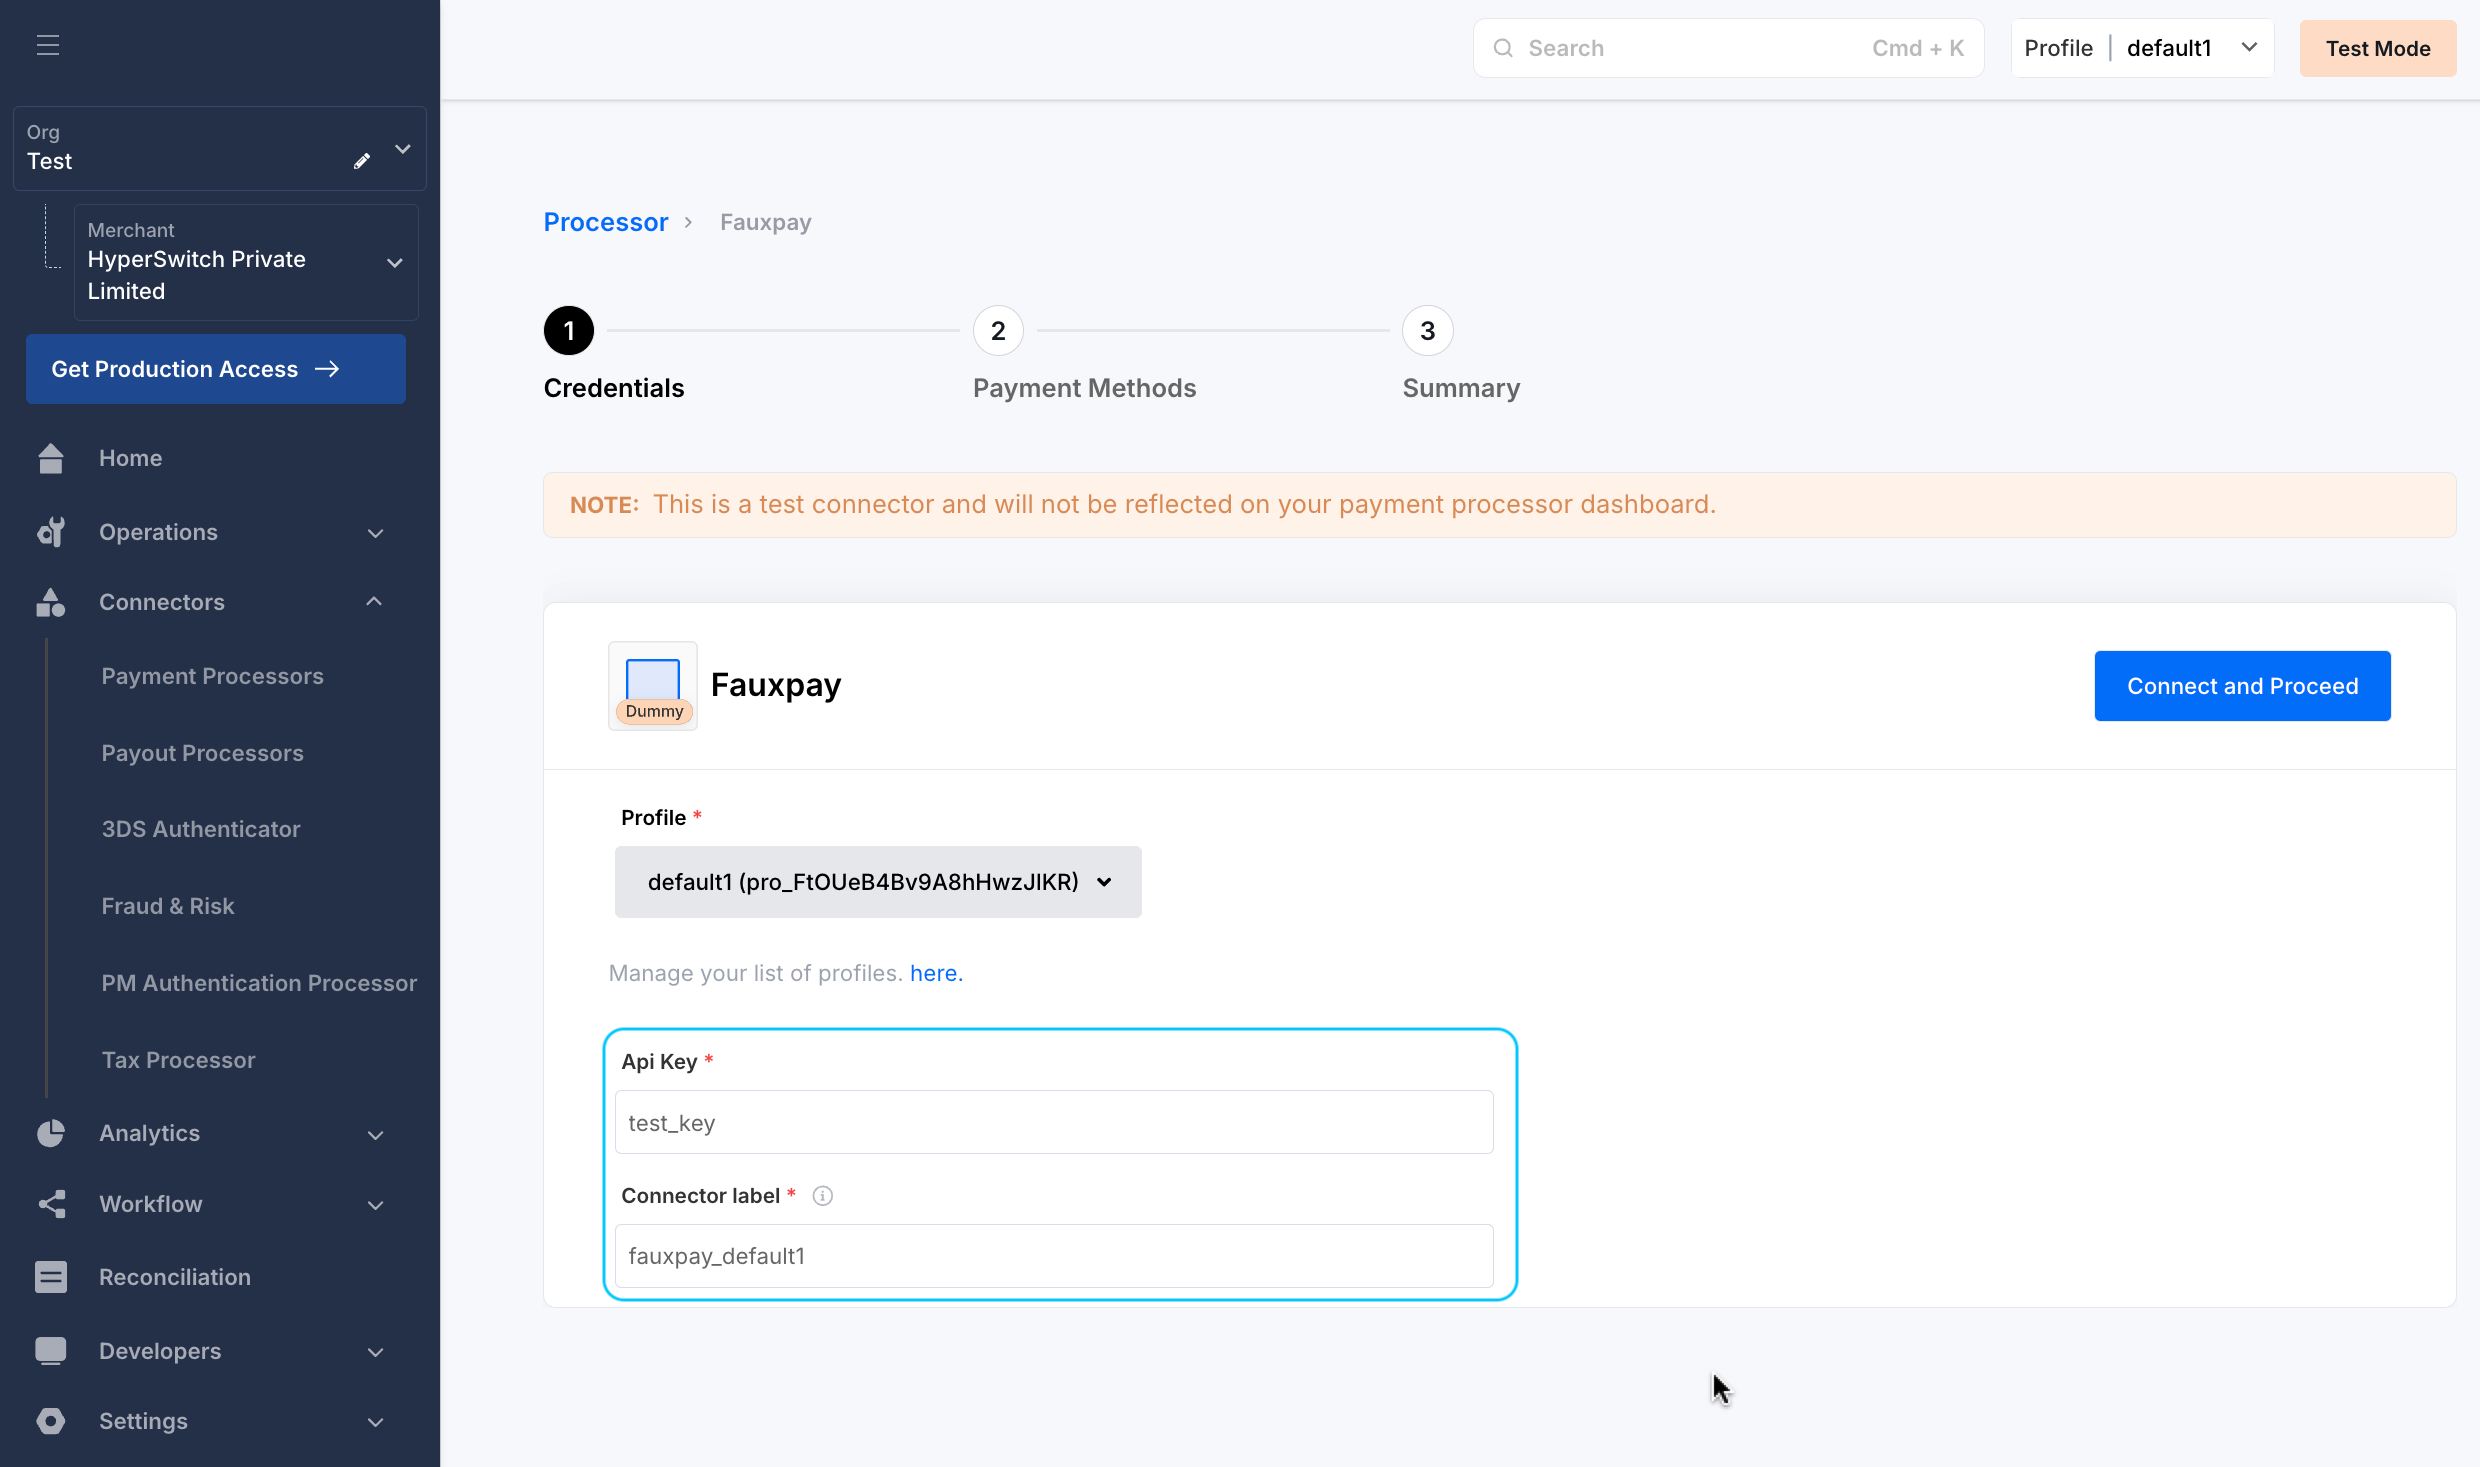 Search Cmd + K
Profile | default1
Test Mode
Org
Test
Merchant
HyperSwitch Private
Limited
Get Production Access →
Home
Operations
Connectors
Payment Processors
Payout Processors
3DS Authenticator
Fraud & Risk
PM Authentication Processor
Tax Processor
Analytics
Workflow
Reconciliation
Developers
Settings
Processor > Fauxpay
1
Credentials
2
Payment Methods
3
Summary
NOTE: This is a test connector and will not be reflected on your payment processor dashboard.
Dummy
Fauxpay
Connect and Proceed
Profile *
default1 (pro_FtOUeB4Bv9A8hHwzJlKR)
Manage your list of profiles. here.
Api Key *
test_key
Connector label *
fauxpay_default1